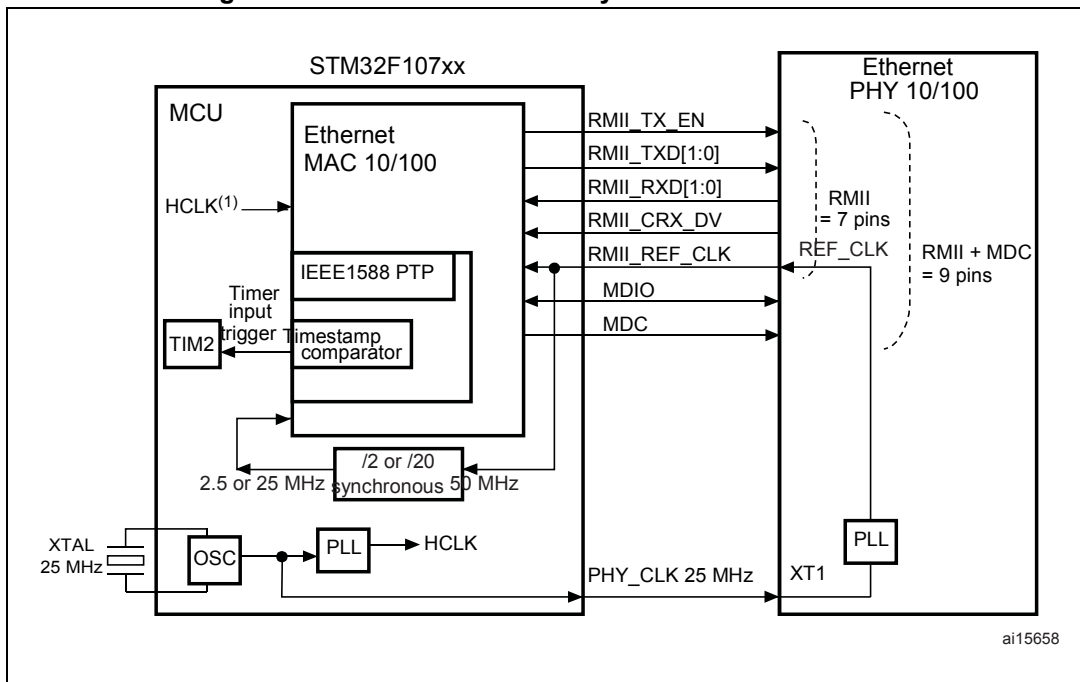 STM32F107xx
MCU
Ethernet
MAC 10/100
HCLK(1)
IEEE1588 PTP
Timer
input
trigger
Timestamp
comparator
TIM2
/2 or /20
synchronous
2.5 or 25 MHz
50 MHz
XTAL
25 MHz
OSC
PLL
HCLK
RMII_TX_EN
RMII_TXD[1:0]
RMII_RXD[1:0]
RMII_CRX_DV
RMII_REF_CLK
MDIO
MDC
PHY_CLK 25 MHz
Ethernet
PHY 10/100
RMII
= 7 pins
REF_CLK
RMII + MDC
= 9 pins
PLL
XT1
ai15658